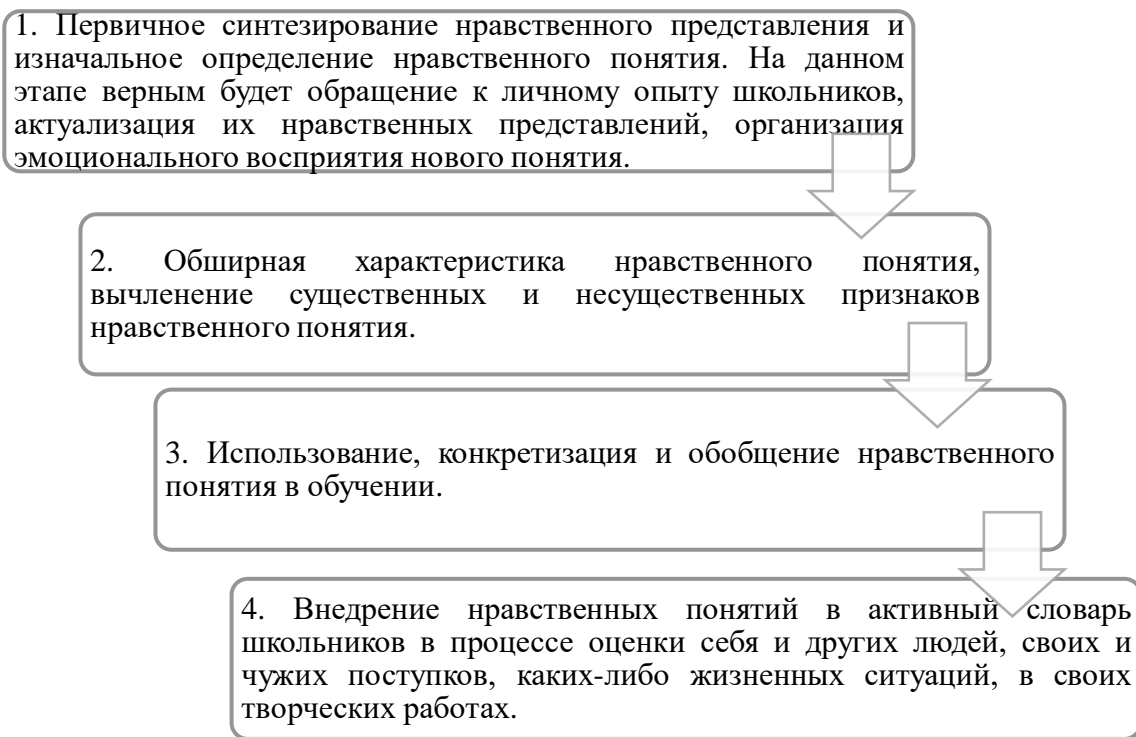 1. Первичное синтезирование нравственного представления и
изначальное определение нравственного понятия. На данном
этапе верным будет обращение к личному опыту школьников,
актуализация их нравственных представлений, организация
эмоционального восприятия нового понятия.
2. Обширная характеристика нравственного понятия,
вычленение существенных и несущественных признаков
нравственного понятия.
3. Использование, конкретизация и обобщение нравственного
понятия в обучении.
4. Внедрение нравственных понятий в активный словарь
школьников в процессе оценки себя и других людей, своих и
чужих поступков, каких-либо жизненных ситуаций, в своих
творческих работах.